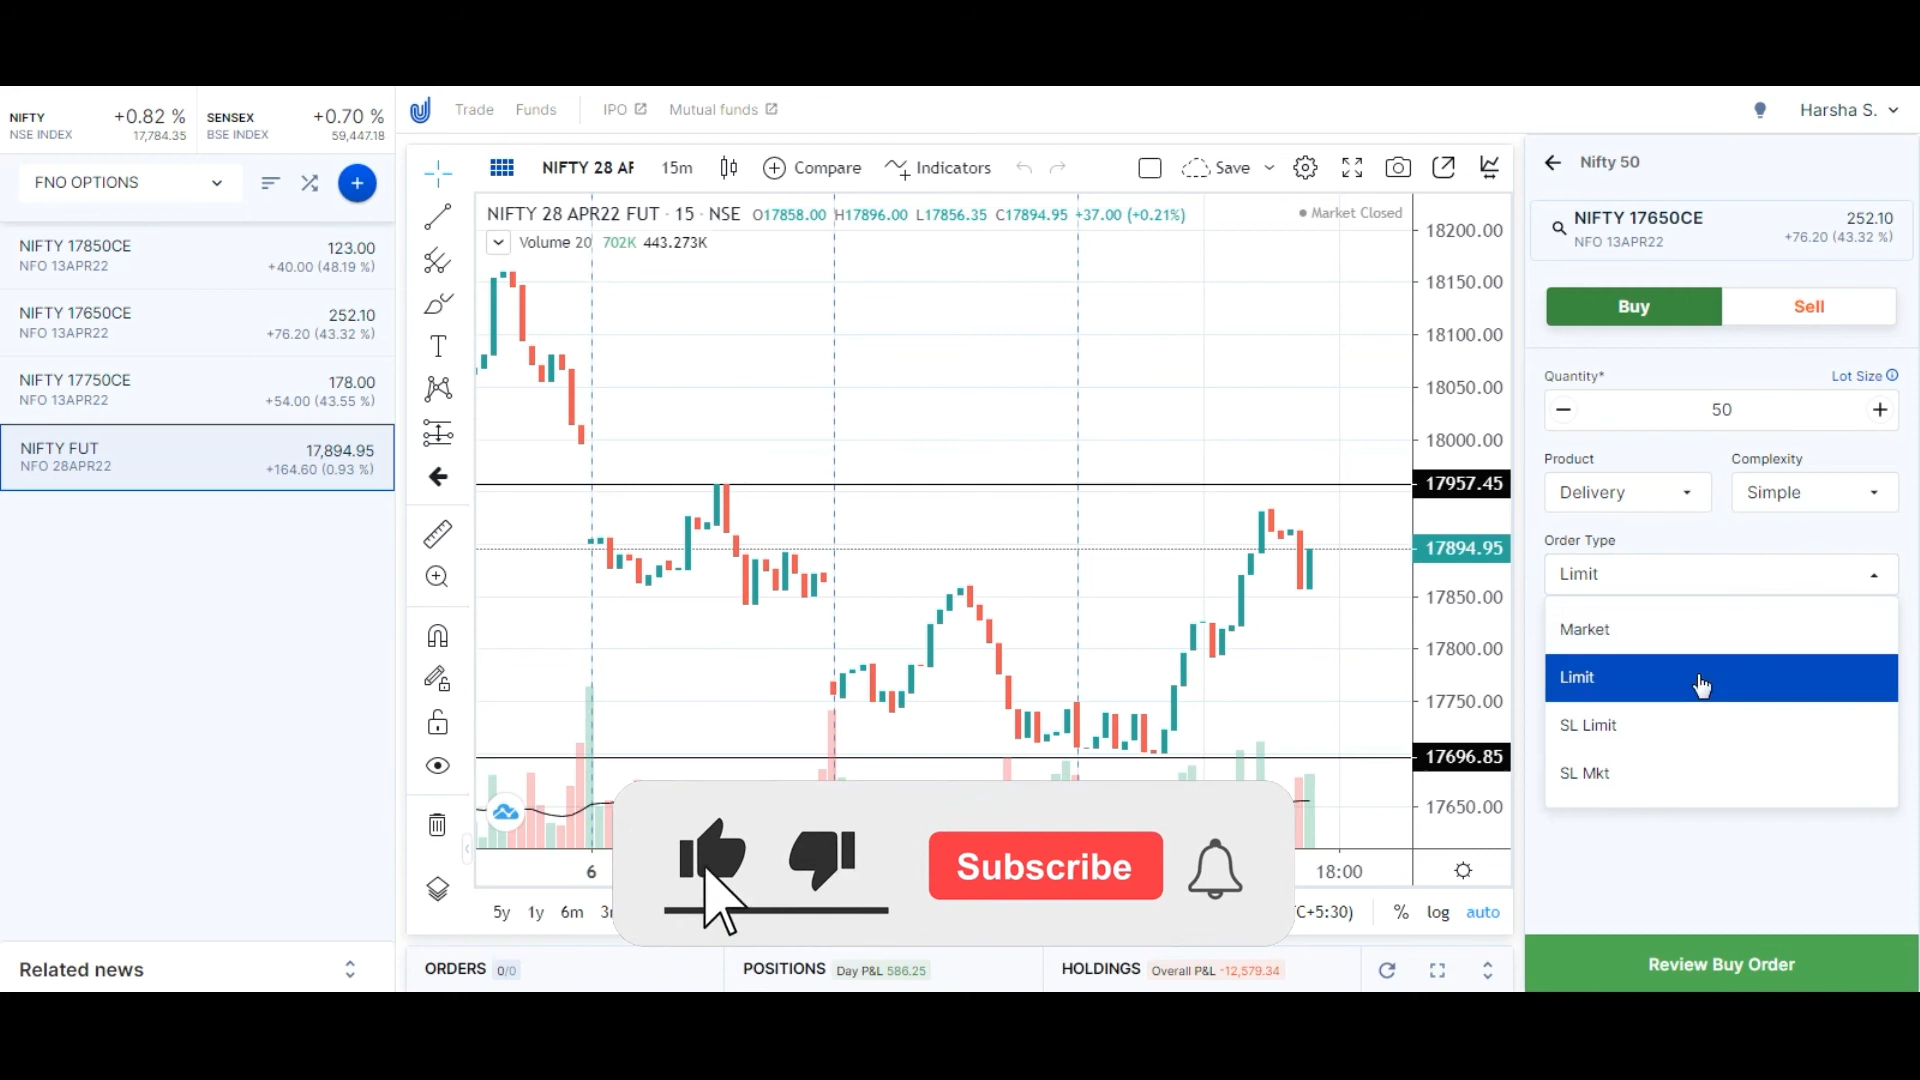 NIFTY +0.82 % SENSEX +0.70 %
NSE INDEX 17,784.35 BSE INDEX 59,447.18
Trade Funds IPO Mutual funds Harsha S.
FNO OPTIONS
NIFTY 17850CE 123.00
NFO 13APR22 +40.00 (48.19 %)
NIFTY 17650CE 252.10
NFO 13APR22 +76.20 (43.32 %)
NIFTY 17750CE 178.00
NFO 13APR22 +54.00 (43.55 %)
NIFTY FUT 17,894.95
NFO 28APR22 +164.60 (0.93 %)
Related news
NIFTY 28 AF 15m Compare Indicators Save
NIFTY 28 APR22 FUT · 15 · NSE O17858.00 H17896.00 L17856.35 C17894.95 +37.00 (+0.21%) Market Closed
Volume 20 702K 443.273K
18200.00
18150.00
18100.00
18050.00
18000.00
17957.45
17894.95
17850.00
17800.00
17750.00
17696.85
17650.00
6 18:00
5y 1y 6m C+5:30) % log auto
Subscribe
ORDERS 0/0 POSITIONS Day P&L 586.25 HOLDINGS Overall P&L -12,579.34
Nifty 50
NIFTY 17650CE 252.10
NFO 13APR22 +76.20 (43.32 %)
Buy Sell
Quantity* Lot Size
50
Product Complexity
Delivery Simple
Order Type
Limit
Market
Limit
SL Limit
SL Mkt
Review Buy Order